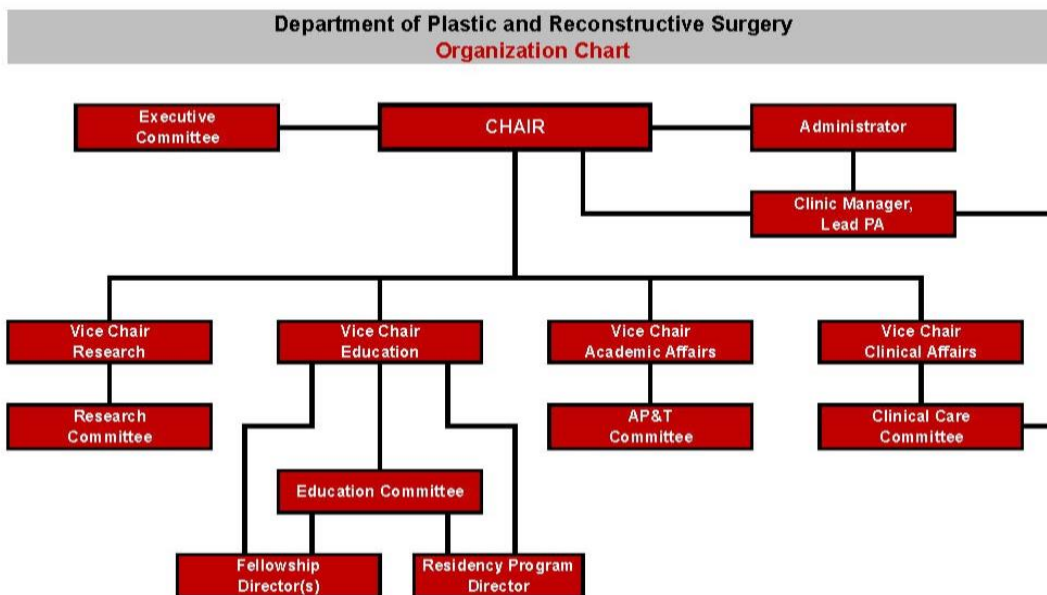 Department of Plastic and Reconstructive Surgery
Organization Chart
Executive
Committee
CHAIR
Administrator
Clinic Manager,
Lead PA
Vice Chair
Research
Vice Chair
Education
Vice Chair
Academic Affairs
Vice Chair
Clinical Affairs
Research
Committee
AP&T
Committee
Clinical Care
Committee
Education Committee
Fellowship
Director(s)
Residency Program
Director